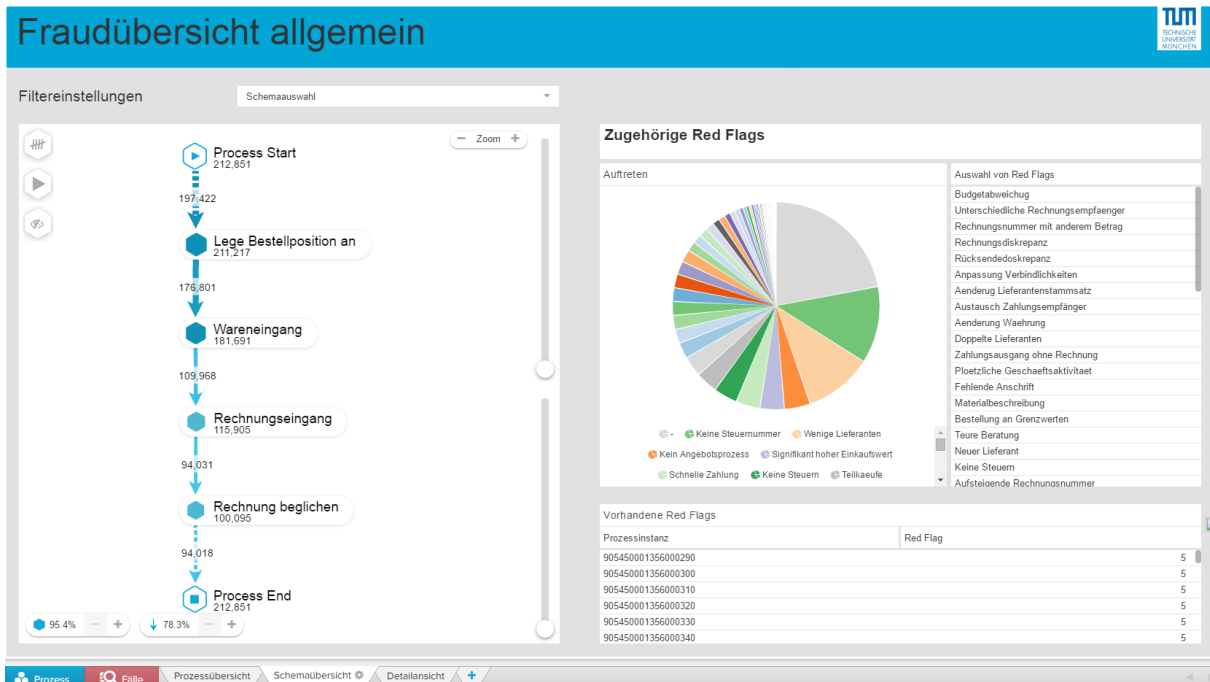 Fraudübersicht allgemein
TUM
TECHNISCHE
UNIVERSITÄT
MÜNCHEN
Filtereinstellungen
Schemaauswahl
Zoom
Process Start
212,851
197,422
Lege Bestellposition an
211,217
176,801
Wareneingang
181,691
109,968
Rechnungseingang
115,905
94,031
Rechnung beglichen
100,095
94,018
Process End
212,851
95.4%
78.3%
Zugehörige Red Flags
Auftreten
-
Keine Steuernummer
Wenige Lieferanten
Kein Angebotsprozess
Signifikant hoher Einkaufswert
Schnelle Zahlung
Keine Steuern
Teilkaeufe
Auswahl von Red Flags
Budgetabweichug
Unterschiedliche Rechnungsempfaenger
Rechnungsnummer mit anderem Betrag
Rechnungsdiskrepanz
Rücksendedoskrepanz
Anpassung Verbindlichkeiten
Aenderug Lieferantenstammsatz
Austausch Zahlungsempfänger
Aenderung Waehrung
Doppelte Lieferanten
Zahlungsausgang ohne Rechnung
Ploetzliche Geschaeftsaktivitaet
Fehlende Anschrift
Materialbeschreibung
Bestellung an Grenzwerten
Teure Beratung
Neuer Lieferant
Keine Steuern
Aufsteigende Rechnungsnummer
Vorhandene Red Flags
Prozessinstanz Red Flag
905450001356000290 5
905450001356000300 5
905450001356000310 5
905450001356000320 5
905450001356000330 5
905450001356000340 5
Prozess
Fälle
Prozessübersicht
Schemaübersicht
Detailansicht